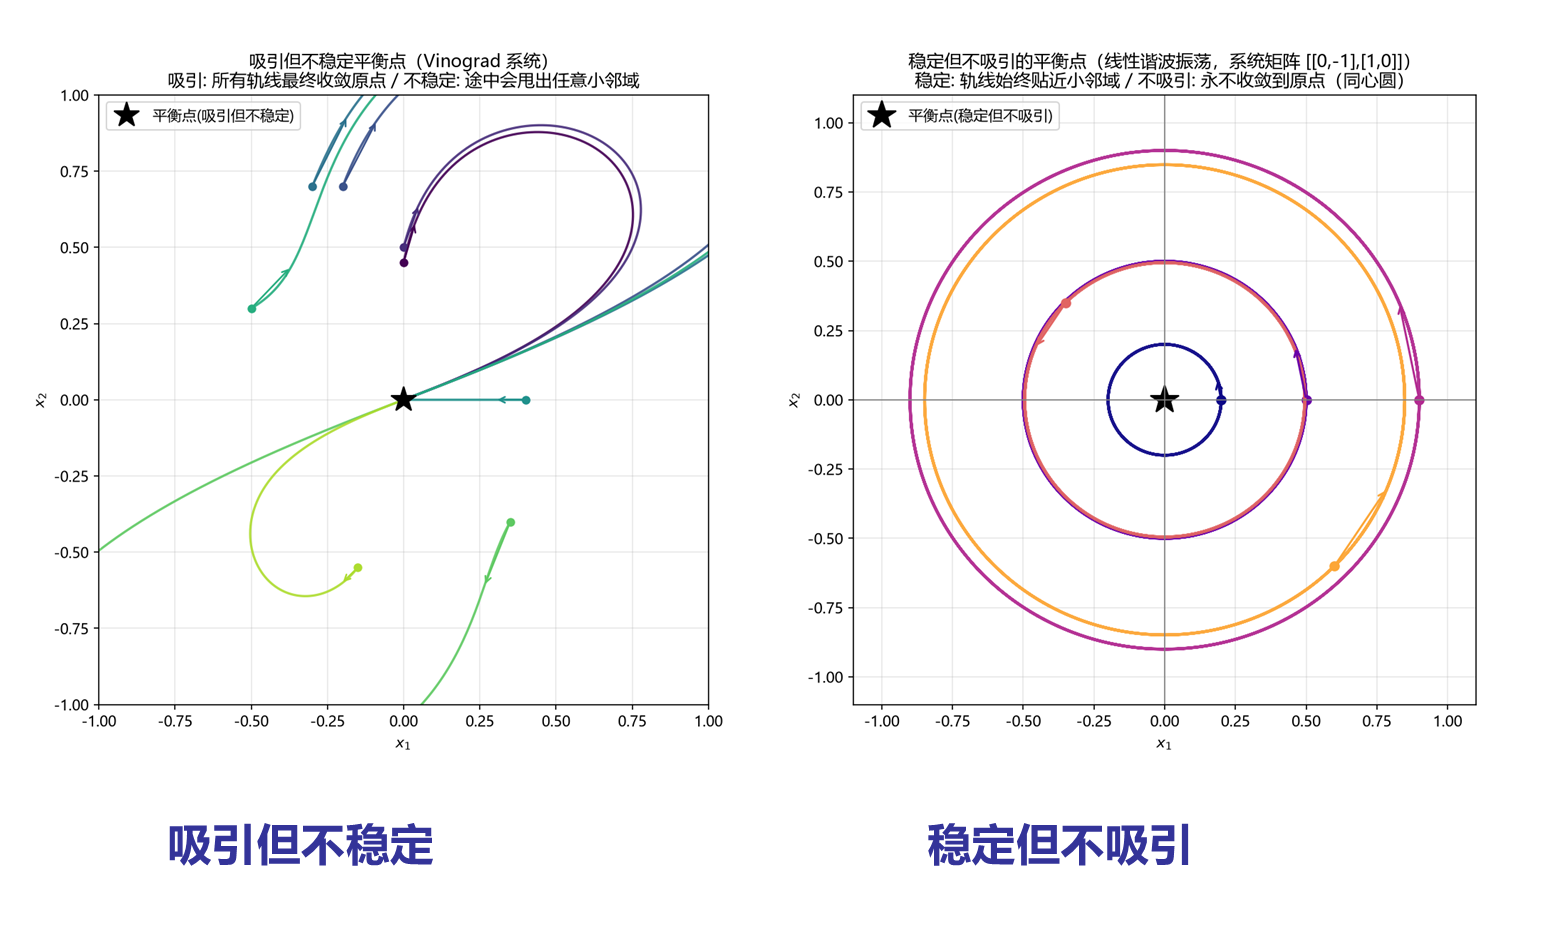 吸引但不稳定平衡点（Vinograd 系统）
吸引: 所有轨线最终收敛原点 / 不稳定: 途中会甩出任意小邻域
平衡点(吸引但不稳定)
1.00
0.75
0.50
0.25
0.00
-0.25
-0.50
-0.75
-1.00
x₂
-1.00 -0.75 -0.50 -0.25 0.00 0.25 0.50 0.75 1.00
x₁
稳定但不吸引的平衡点（线性谐波振荡，系统矩阵 [[0,-1],[1,0]]）
稳定: 轨线始终贴近小邻域 / 不吸引: 永不收敛到原点（同心圆）
平衡点(稳定但不吸引)
1.00
0.75
0.50
0.25
0.00
-0.25
-0.50
-0.75
-1.00
x₂
-1.00 -0.75 -0.50 -0.25 0.00 0.25 0.50 0.75 1.00
x₁
吸引但不稳定
稳定但不吸引